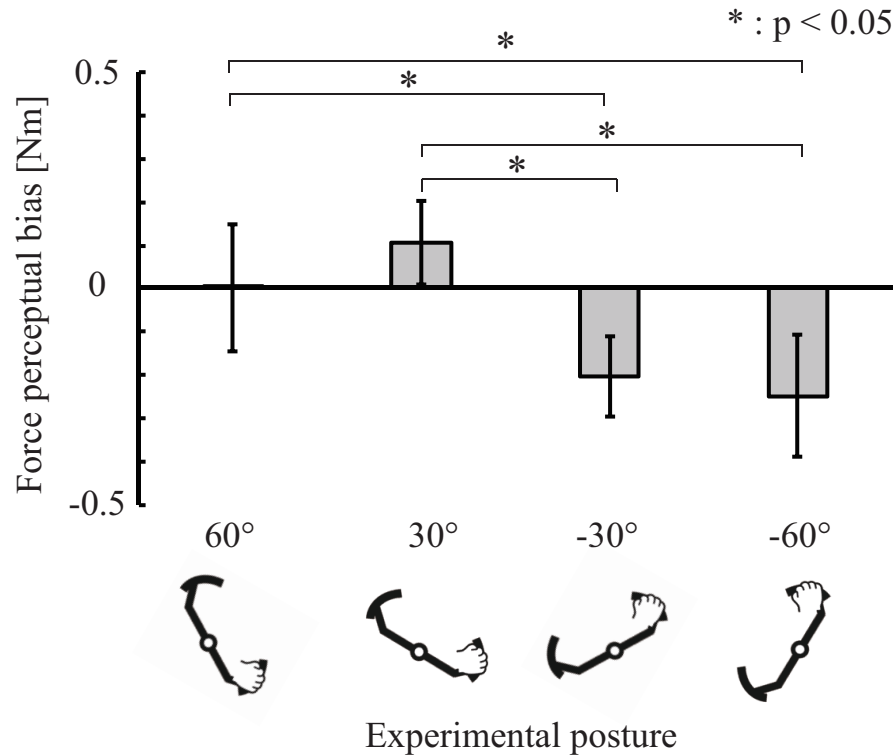 * : p < 0.05
*
*
*
*
Force perceptual bias [Nm]
0.5
0
-0.5
60° 30° -30° -60°
Experimental posture